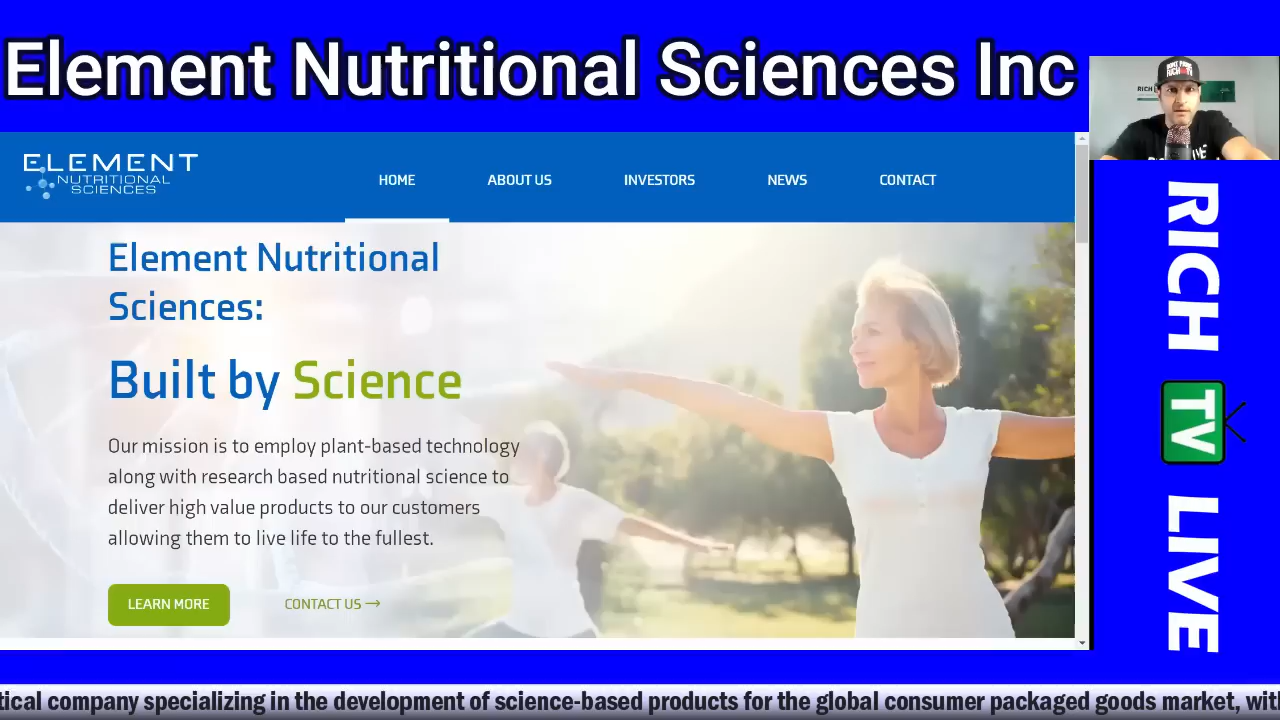 Element Nutritional Sciences Inc
ELEMENT
NUTRITIONAL
SCIENCES
HOME
ABOUT US
INVESTORS
NEWS
CONTACT
Element Nutritional
Sciences:
Built by Science
Our mission is to employ plant-based technology
along with research based nutritional science to
deliver high value products to our customers
allowing them to live life to the fullest.
LEARN MORE
CONTACT US
RICH
TV
LIVE
tical company specializing in the development of science-based products for the global consumer packaged goods market, wit